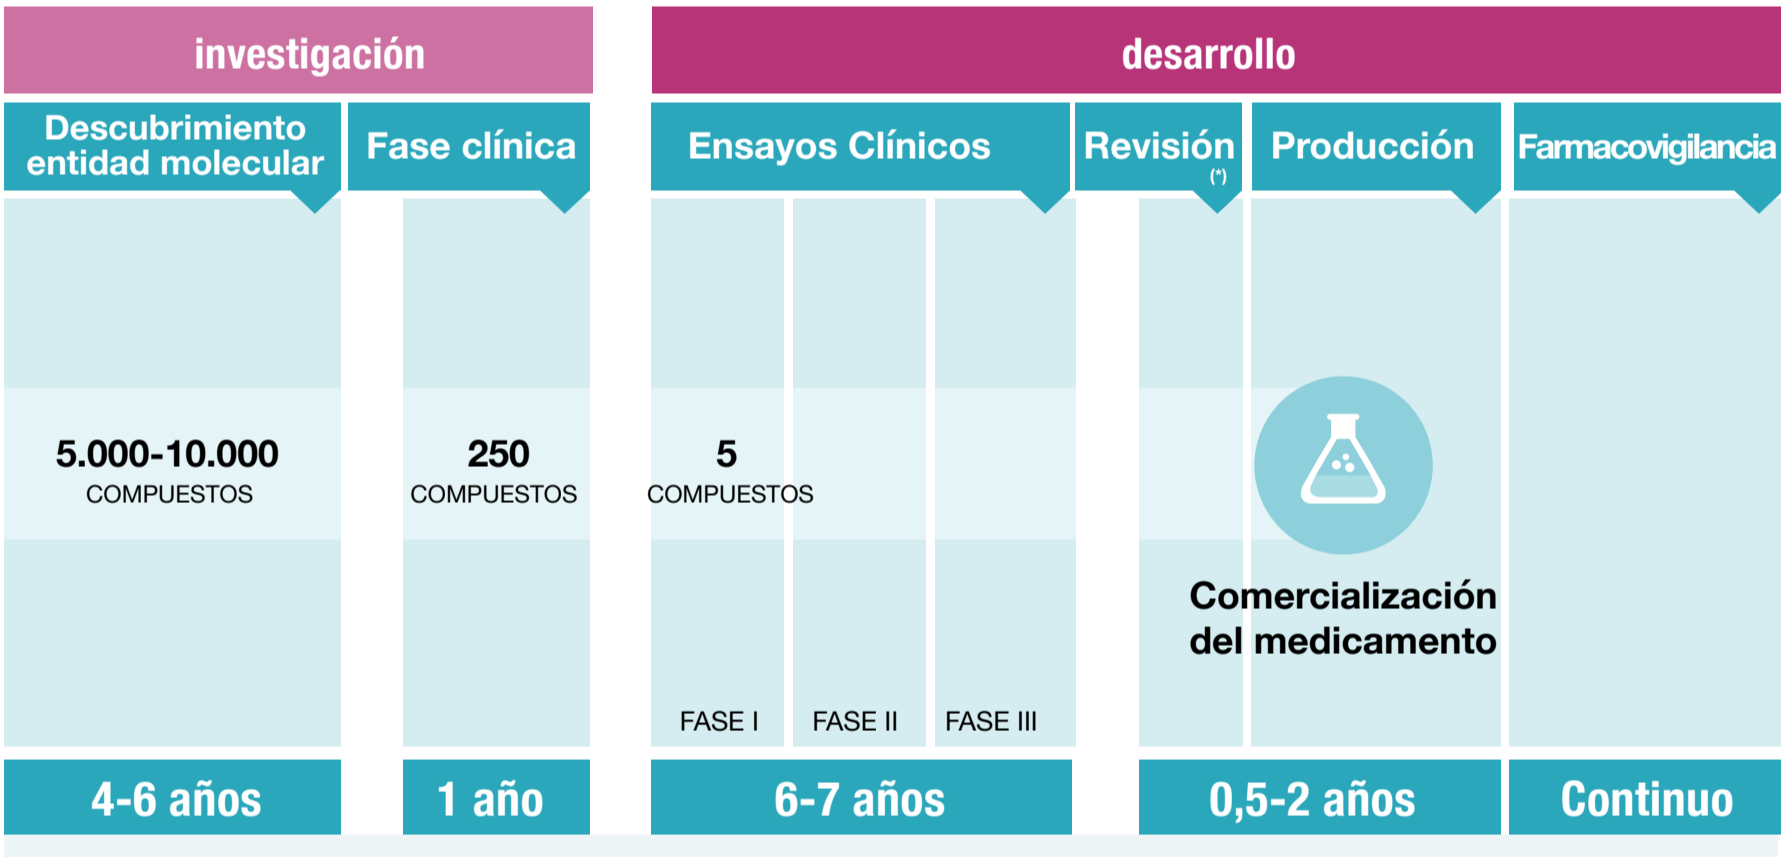 investigación
desarrollo
Descubrimiento
entidad molecular
Fase clínica
Ensayos Clínicos
Revisión
(*)
Producción
Farmacovigilancia
5.000-10.000
COMPUESTOS
250
COMPUESTOS
5
COMPUESTOS
Comercialización
del medicamento
FASE I
FASE II
FASE III
4-6 años
1 año
6-7 años
0,5-2 años
Continuo